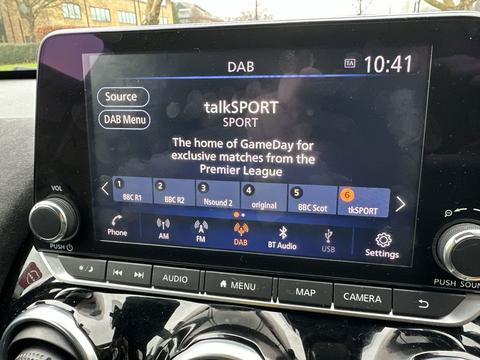 DAB
TA 10:41
Source
DAB Menu
talkSPORT
SPORT
The home of GameDay for
exclusive matches from the
Premier League
1 2 3 4 5 6
BBC R1 BBC R2 Nsound 2 original BBC Scot tkSPORT
Phone AM FM DAB BT Audio USB Settings
VOL
PUSH
PUSH SOUN
AUDIO MENU MAP CAMERA